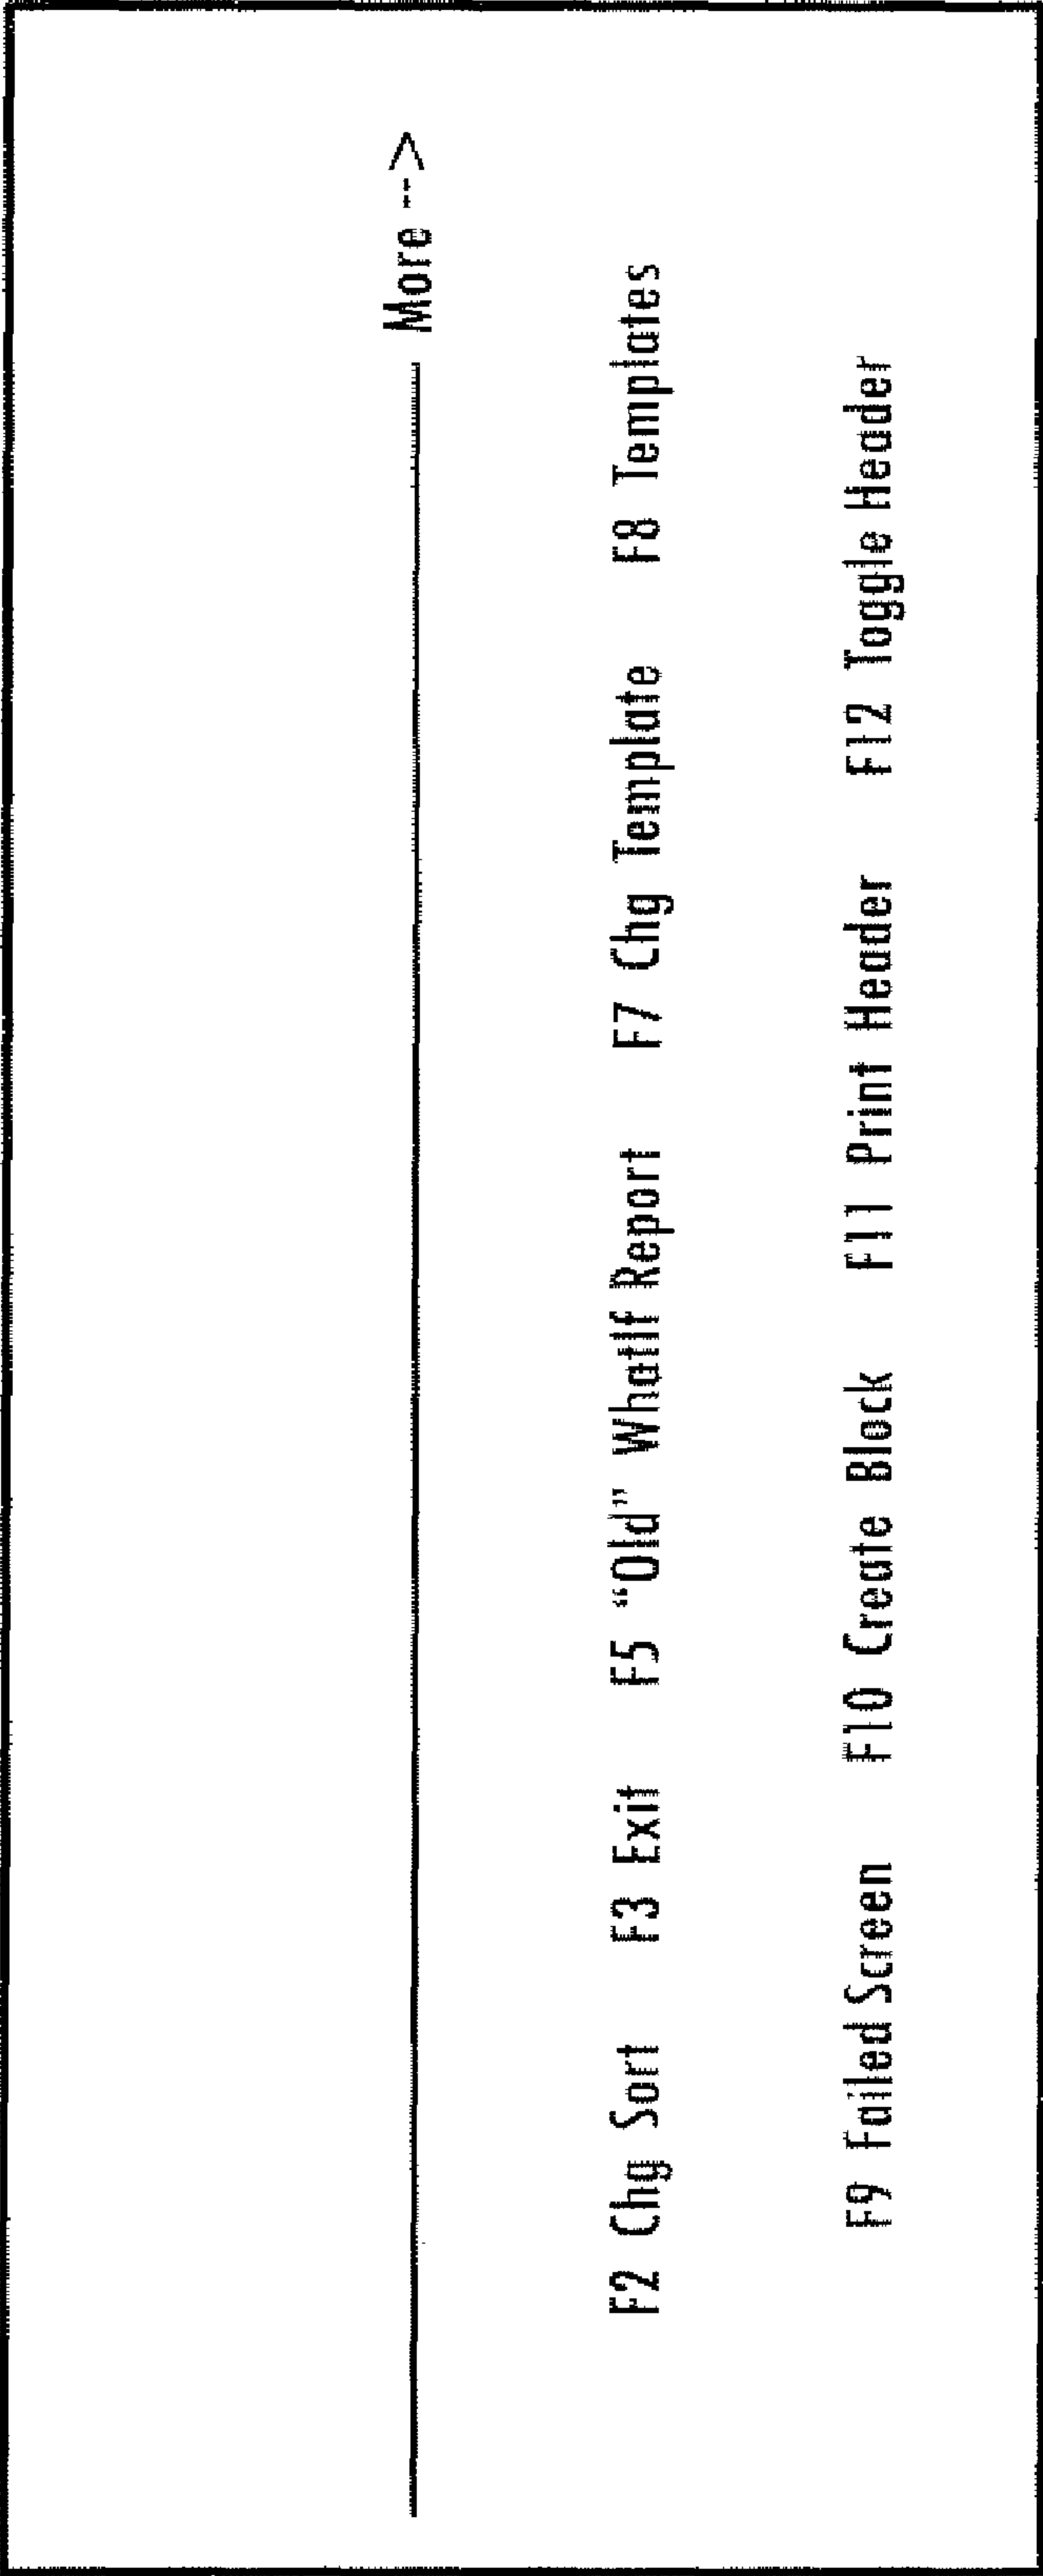 More -->
F2 Chg Sort F3 Exit F5 “Old” WhatIf Report F7 Chg Template F8 Templates
F9 Failed Screen F10 Create Block F11 Print Header F12 Toggle Header